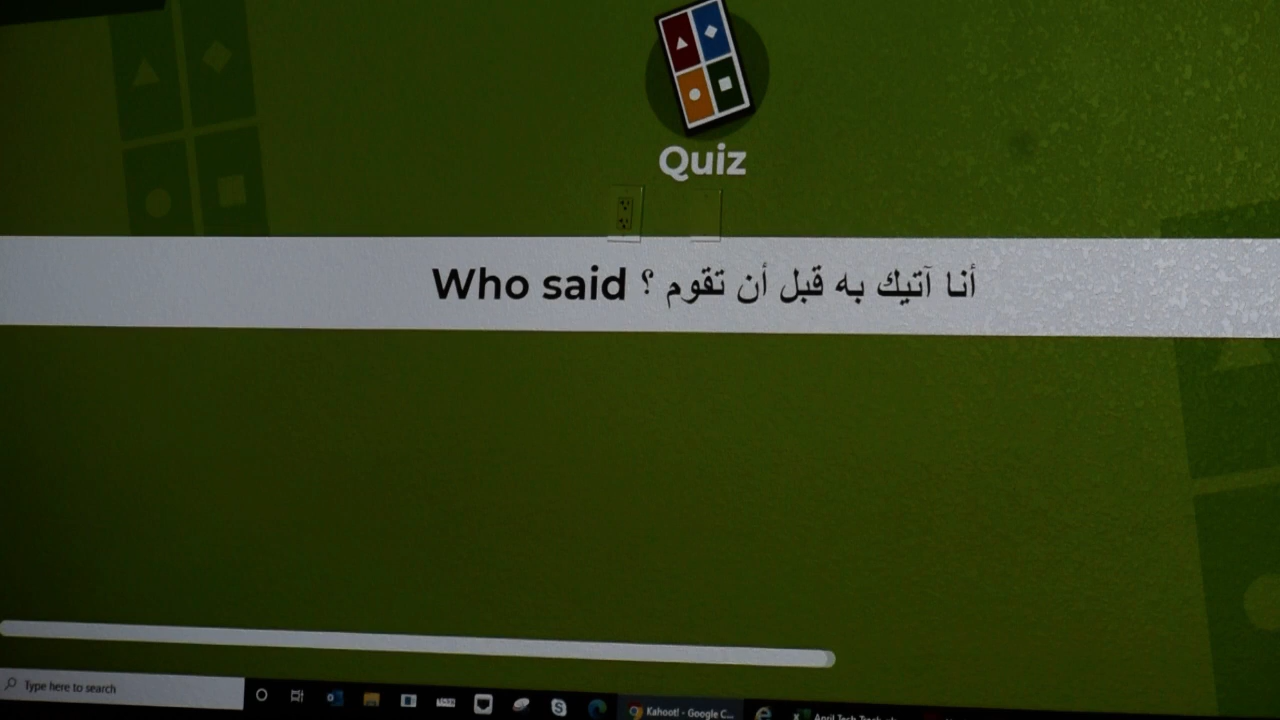 Quiz
Who said أنا آتيك به قبل أن تقوم ؟
Type here to search
Kahoot! - Google C...